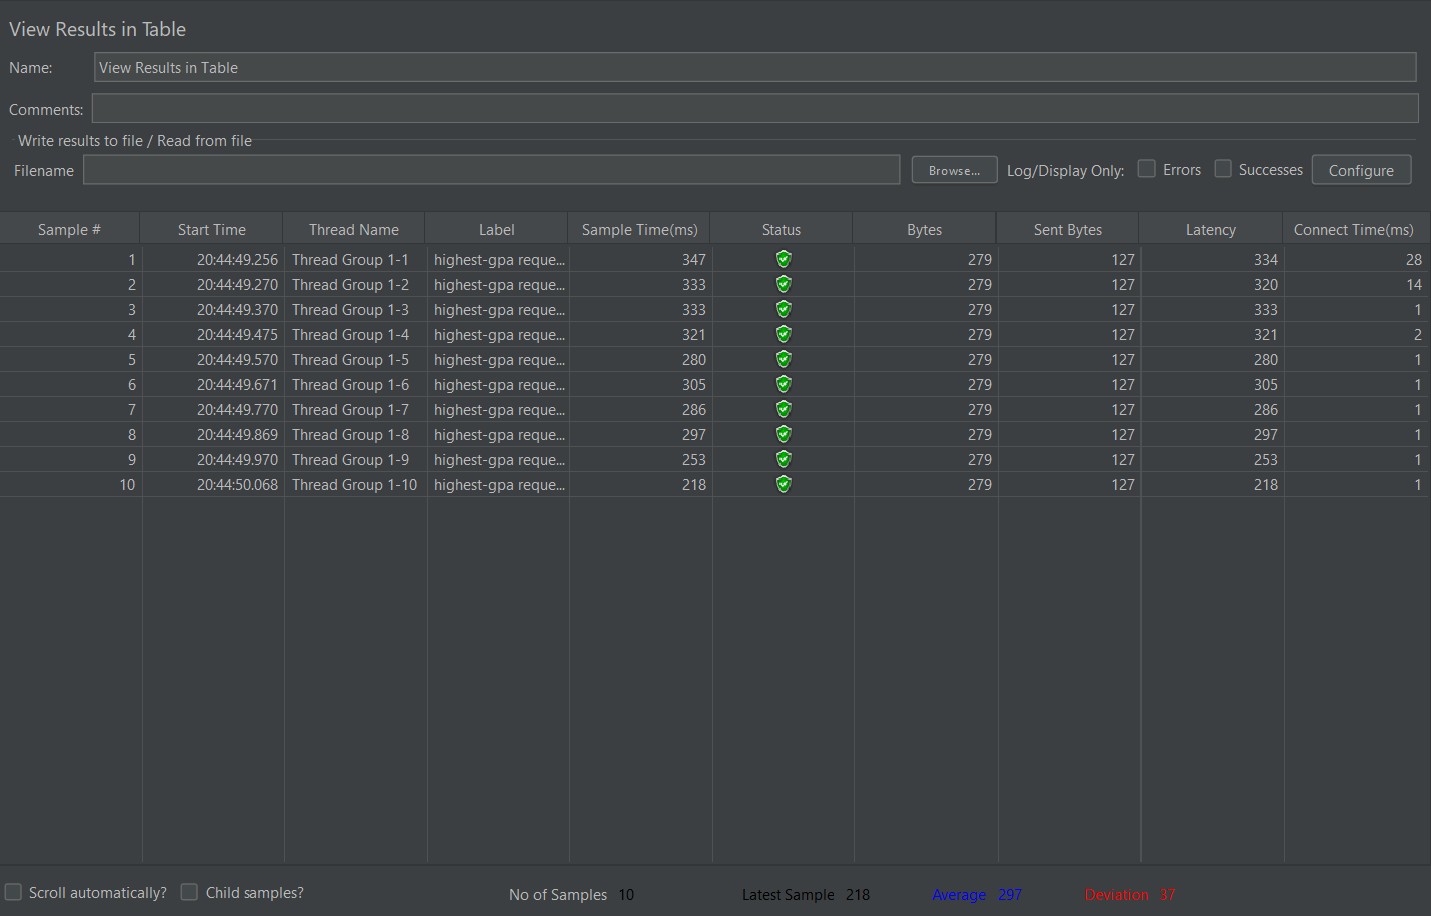 View Results in Table
Name: View Results in Table
Comments:
Write results to file / Read from file
Filename Browse... Log/Display Only: Errors Successes Configure
Sample # Start Time Thread Name Label Sample Time(ms) Status Bytes Sent Bytes Latency Connect Time(ms)
1 20:44:49.256 Thread Group 1-1 highest-gpa reque... 347 279 127 334 28
2 20:44:49.270 Thread Group 1-2 highest-gpa reque... 333 279 127 320 14
3 20:44:49.370 Thread Group 1-3 highest-gpa reque... 333 279 127 333 1
4 20:44:49.475 Thread Group 1-4 highest-gpa reque... 321 279 127 321 2
5 20:44:49.570 Thread Group 1-5 highest-gpa reque... 280 279 127 280 1
6 20:44:49.671 Thread Group 1-6 highest-gpa reque... 305 279 127 305 1
7 20:44:49.770 Thread Group 1-7 highest-gpa reque... 286 279 127 286 1
8 20:44:49.869 Thread Group 1-8 highest-gpa reque... 297 279 127 297 1
9 20:44:49.970 Thread Group 1-9 highest-gpa reque... 253 279 127 253 1
10 20:44:50.068 Thread Group 1-10 highest-gpa reque... 218 279 127 218 1
Scroll automatically? Child samples? No of Samples 10 Latest Sample 218 Average 297 Deviation 37